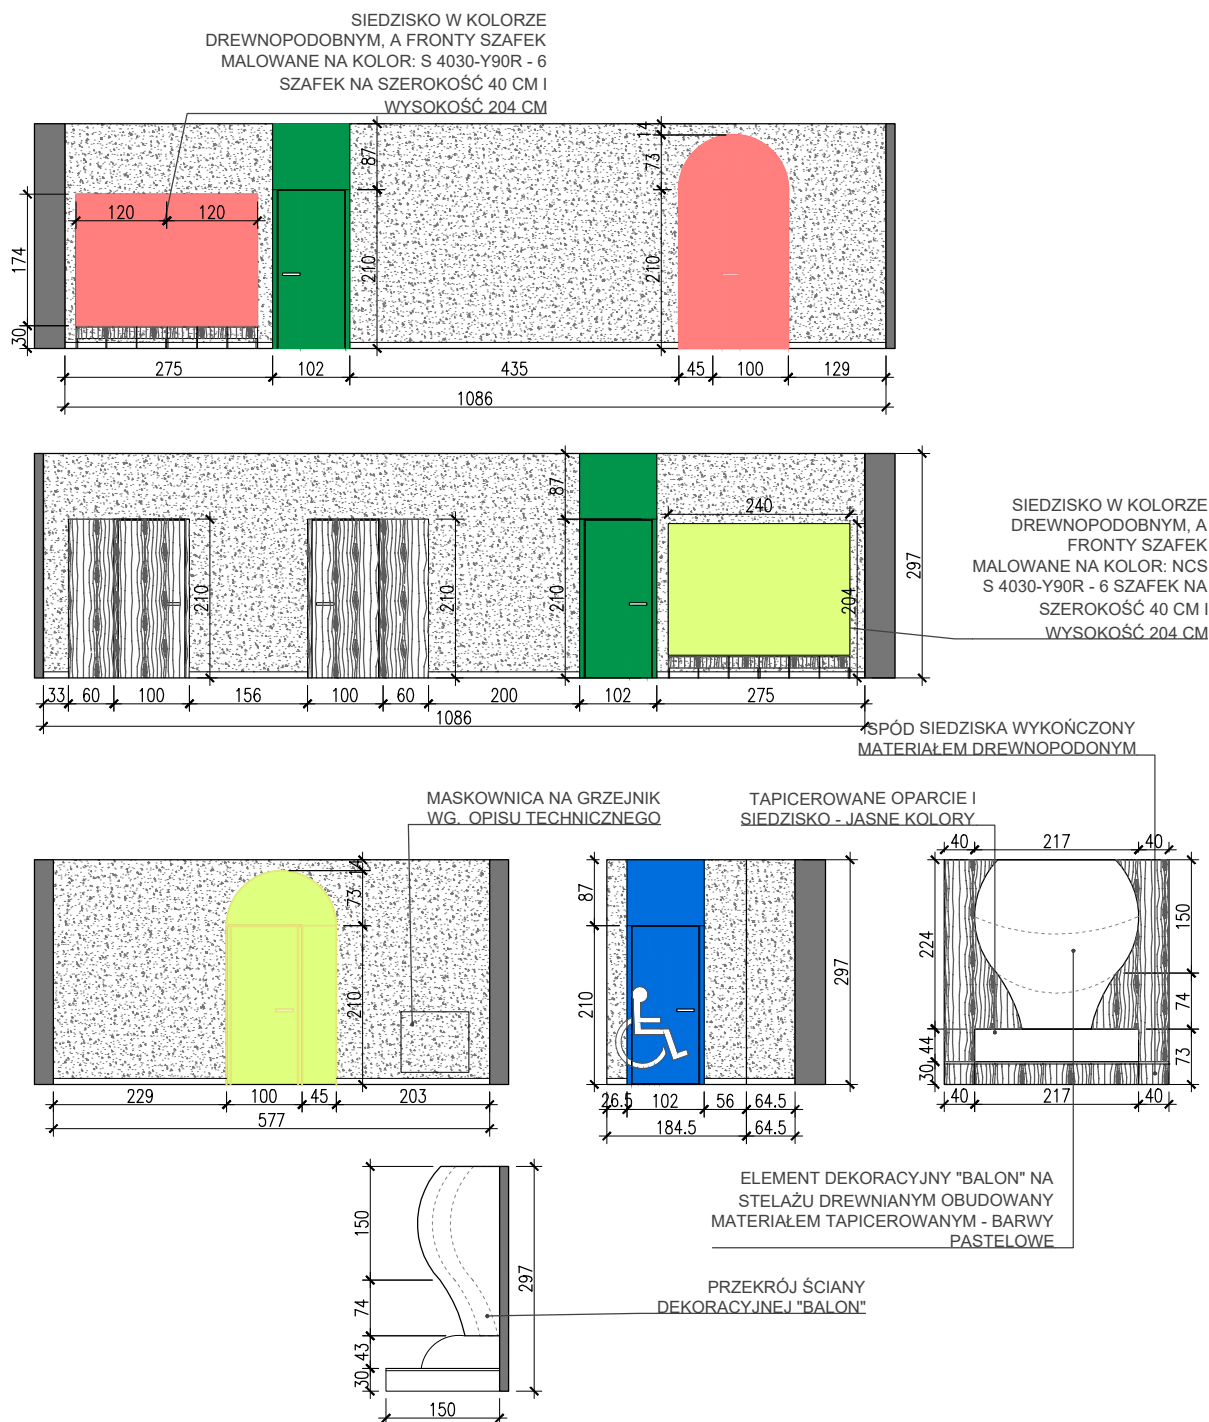 SIEDZISKO W KOLORZE
DREWNOPODOBNYM, A FRONTY SZAFEK
MALOWANE NA KOLOR: S 4030-Y90R - 6
SZAFEK NA SZEROKOŚĆ 40 CM I
WYSOKOŚĆ 204 CM
14
87
73
120 120
174
210
210
30
275 102 435 45 100 129
1086
87
240
SIEDZISKO W KOLORZE
DREWNOPODOBNYM, A
FRONTY SZAFEK
MALOWANE NA KOLOR: NCS
S 4030-Y90R - 6 SZAFEK NA
SZEROKOŚĆ 40 CM I
WYSOKOŚĆ 204 CM
297
210
210
210
204
33 60 100 156 100 60 200 102 275
1086
SPÓD SIEDZISKA WYKOŃCZONY
MATERIAŁEM DREWNOPODONYM
MASKOWNICA NA GRZEJNIK
WG. OPISU TECHNICZNEGO
TAPICEROWANE OPARCIE I
SIEDZISKO - JASNE KOLORY
40 217 40
14
73
87
150
224
210
210
297
74
44
73
30
229 100 45 203
577
26.5 102 56 64.5
184.5 64.5
40 217 40
ELEMENT DEKORACYJNY "BALON" NA
STELAŻU DREWNIANYM OBUDOWANY
MATERIAŁEM TAPICEROWANYM - BARWY
PASTELOWE
150
297
74
43
30
150
PRZEKRÓJ ŚCIANY
DEKORACYJNEJ "BALON"